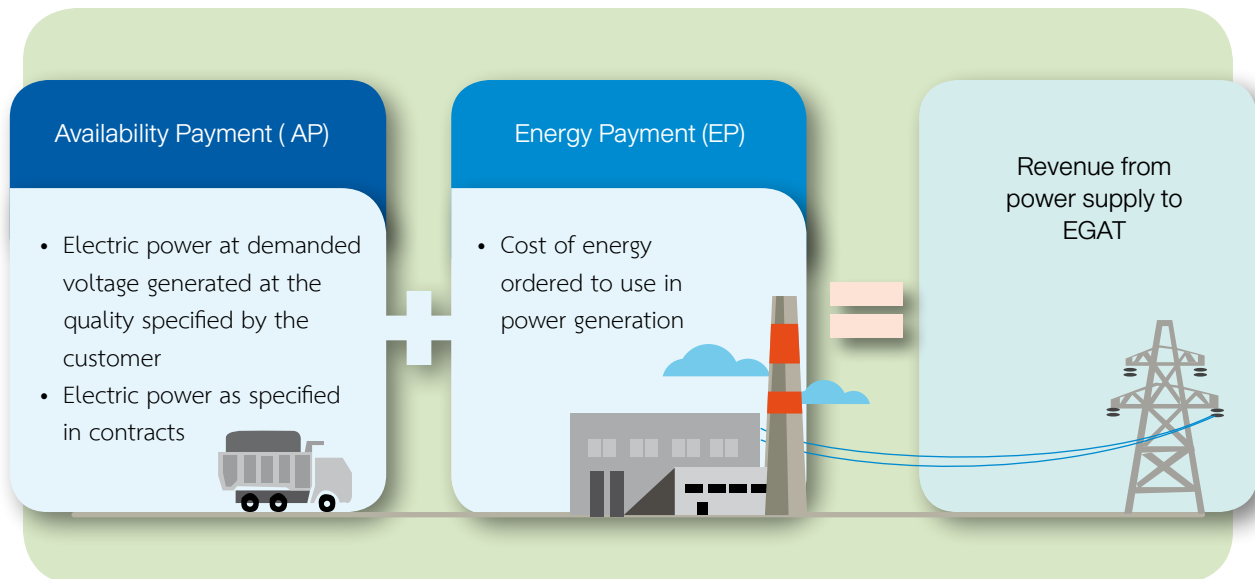 Availability Payment ( AP)
• Electric power at demanded
voltage generated at the
quality specified by the
customer
• Electric power as specified
in contracts
Energy Payment (EP)
• Cost of energy
ordered to use in
power generation
Revenue from
power supply to
EGAT